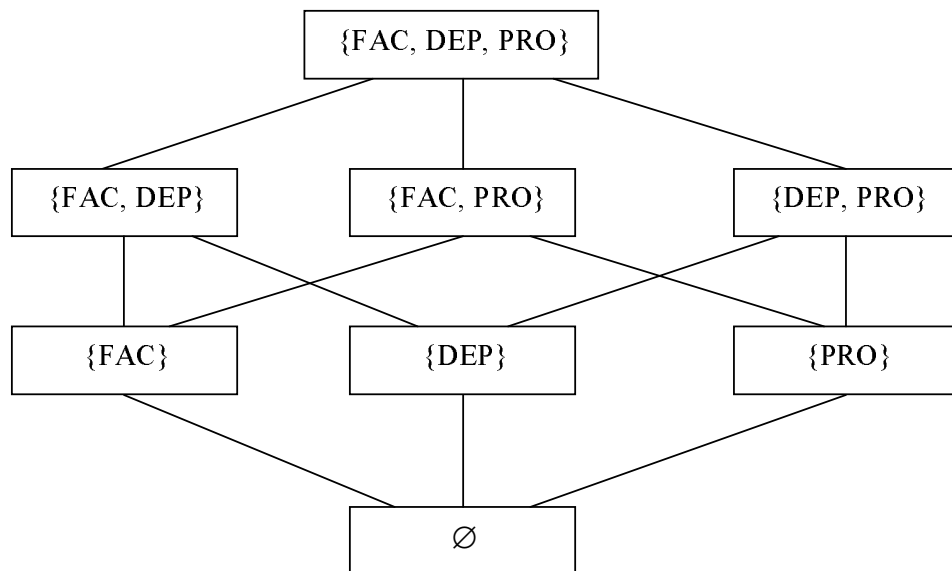 {FAC, DEP, PRO}
{FAC, DEP}
{FAC, PRO}
{DEP, PRO}
{FAC}
{DEP}
{PRO}
∅